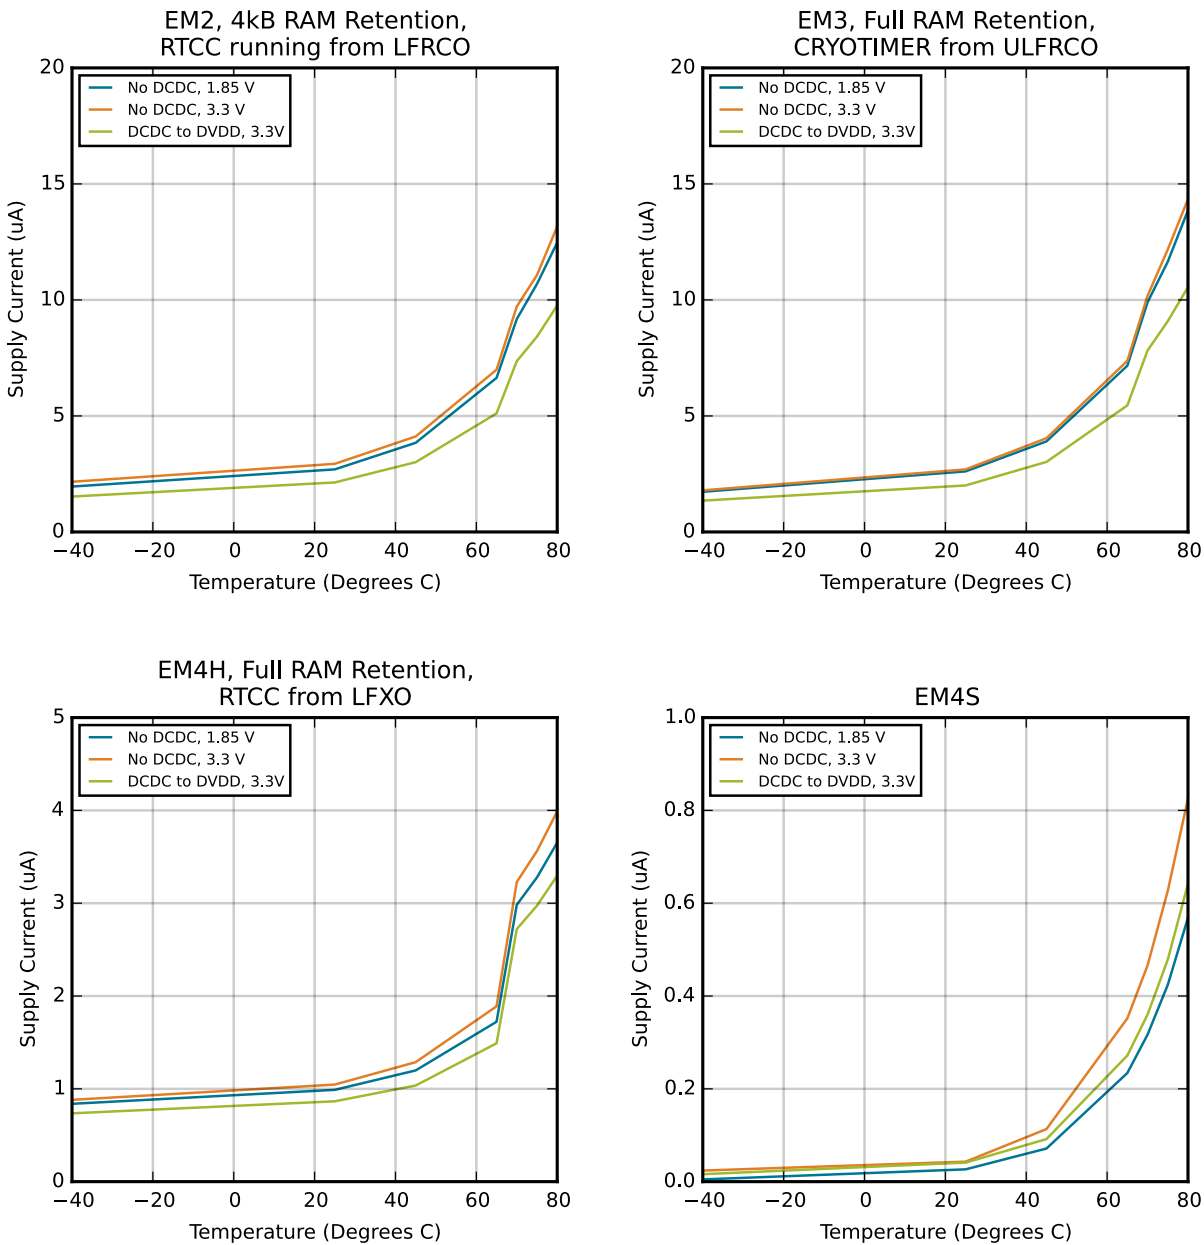 EM2, 4kB RAM Retention,
RTCC running from LFRCO
20
15
10
5
0
Supply Current (uA)
No DCDC, 1.85 V
No DCDC, 3.3 V
DCDC to DVDD, 3.3V
−40 −20 0 20 40 60 80
Temperature (Degrees C)
EM3, Full RAM Retention,
CRYOTIMER from ULFRCO
20
15
10
5
0
Supply Current (uA)
No DCDC, 1.85 V
No DCDC, 3.3 V
DCDC to DVDD, 3.3V
−40 −20 0 20 40 60 80
Temperature (Degrees C)
EM4H, Full RAM Retention,
RTCC from LFXO
5
4
3
2
1
0
Supply Current (uA)
No DCDC, 1.85 V
No DCDC, 3.3 V
DCDC to DVDD, 3.3V
−40 −20 0 20 40 60 80
Temperature (Degrees C)
EM4S
1.0
0.8
0.6
0.4
0.2
0.0
Supply Current (uA)
No DCDC, 1.85 V
No DCDC, 3.3 V
DCDC to DVDD, 3.3V
−40 −20 0 20 40 60 80
Temperature (Degrees C)